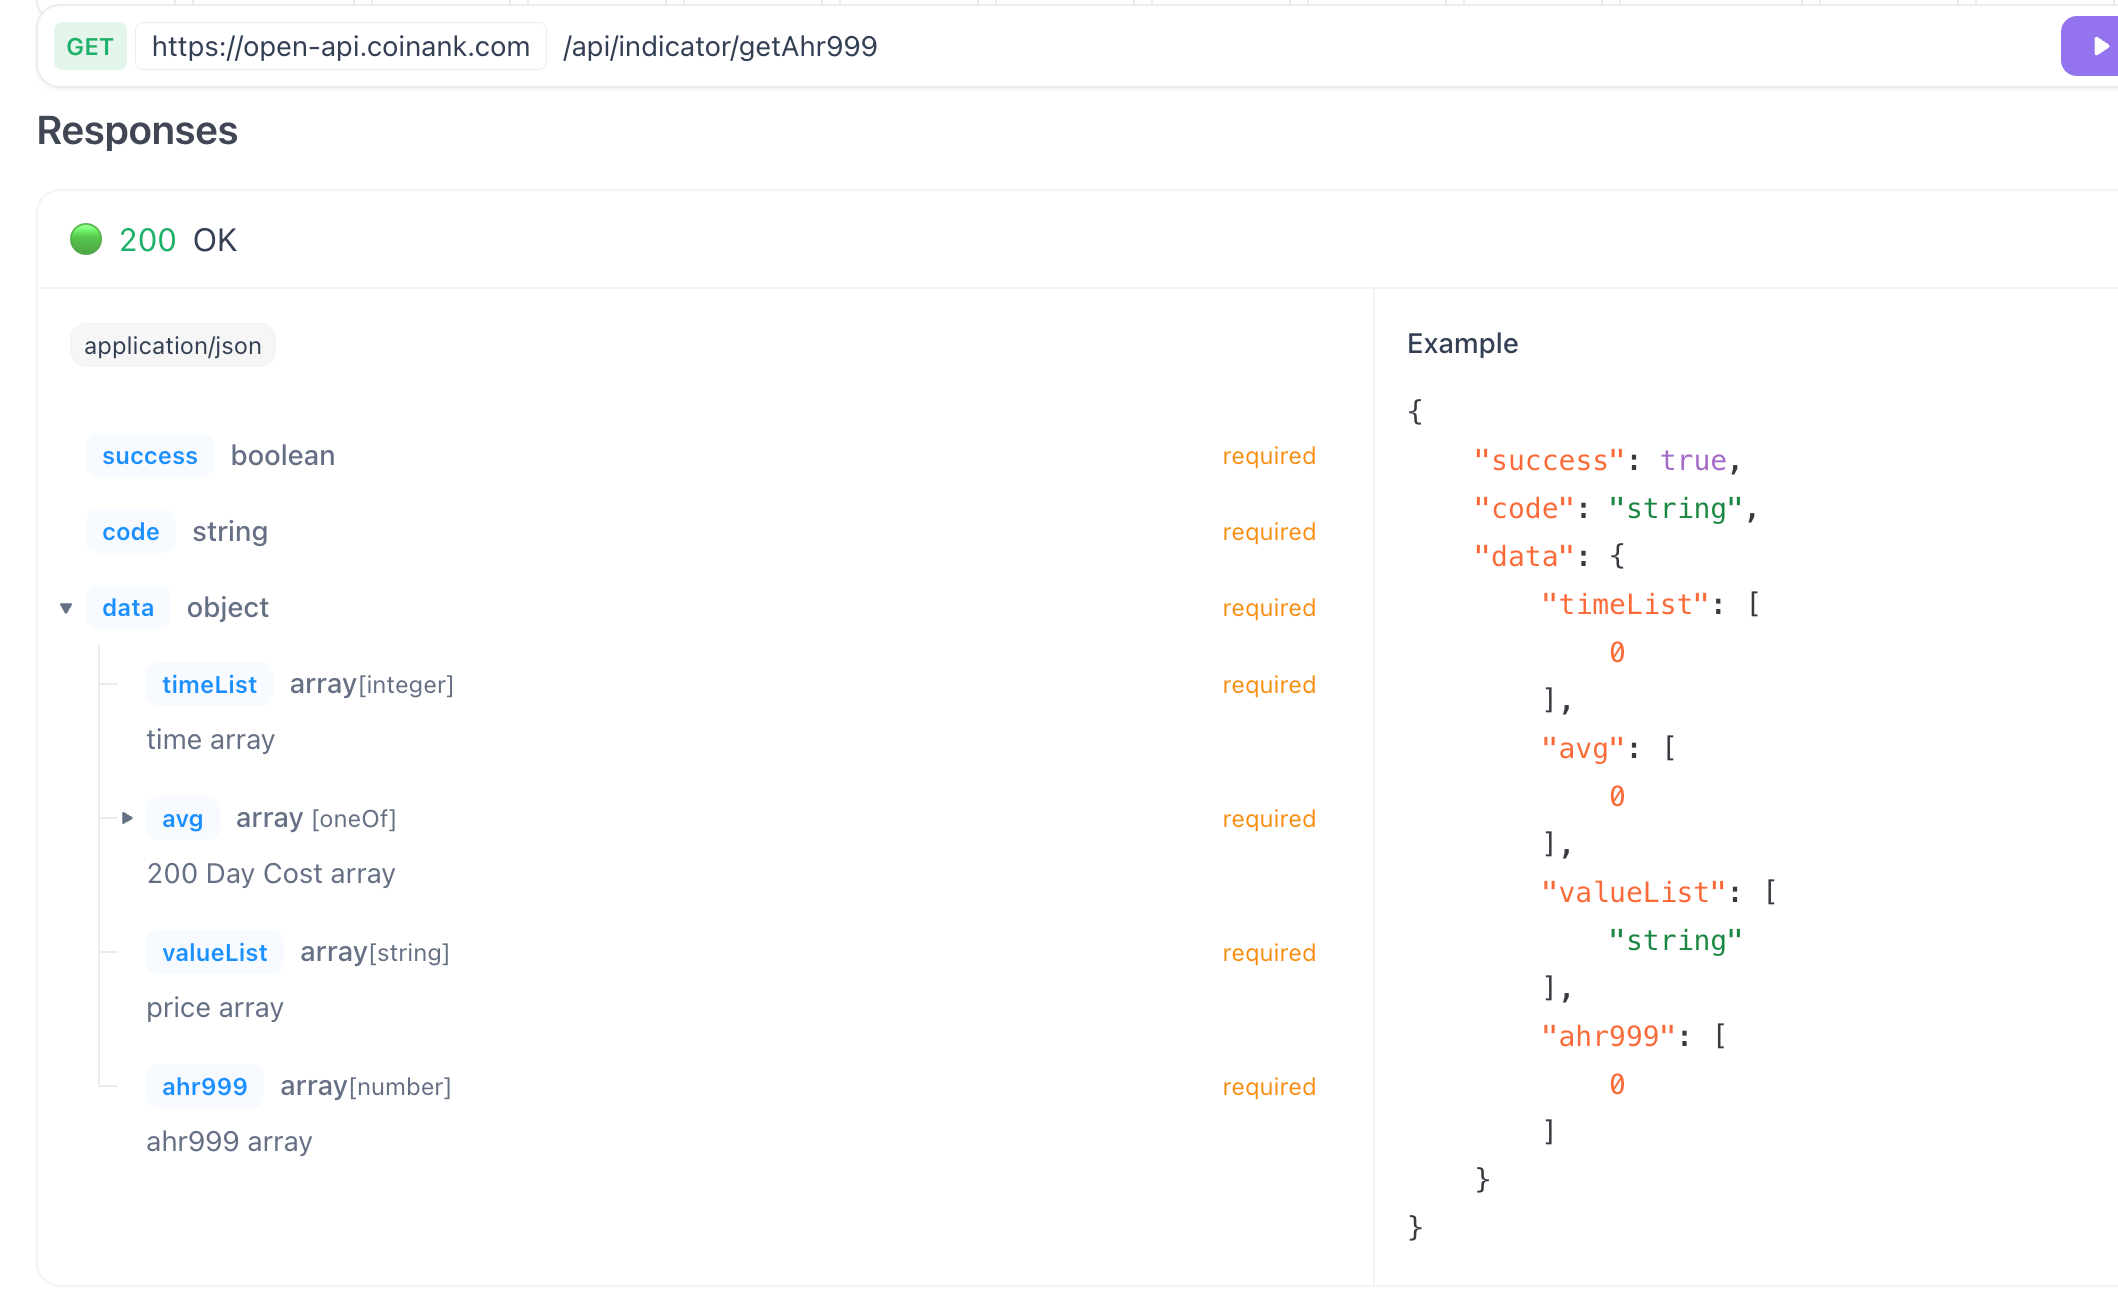 GET https://open-api.coinank.com /api/indicator/getAhr999
Responses
200 OK
application/json
success boolean required
code string required
data object required
timeList array[integer] required
time array
avg array [oneOf] required
200 Day Cost array
valueList array[string] required
price array
ahr999 array[number] required
ahr999 array
Example
{
"success": true,
"code": "string",
"data": {
"timeList": [
0
],
"avg": [
0
],
"valueList": [
"string"
],
"ahr999": [
0
]
}
}